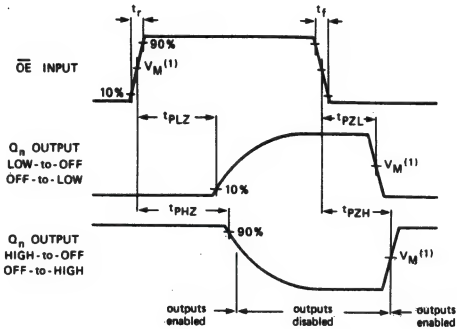 tr
tf
90%
O̅E̅ INPUT
VM(1)
10%
tPLZ
tPZL
Qn OUTPUT
LOW-to-OFF
OFF-to-LOW
VM(1)
10%
tPHZ
tPZH
90%
Qn OUTPUT
HIGH-to-OFF
OFF-to-HIGH
VM(1)
outputs
enabled
outputs
disabled
outputs
enabled